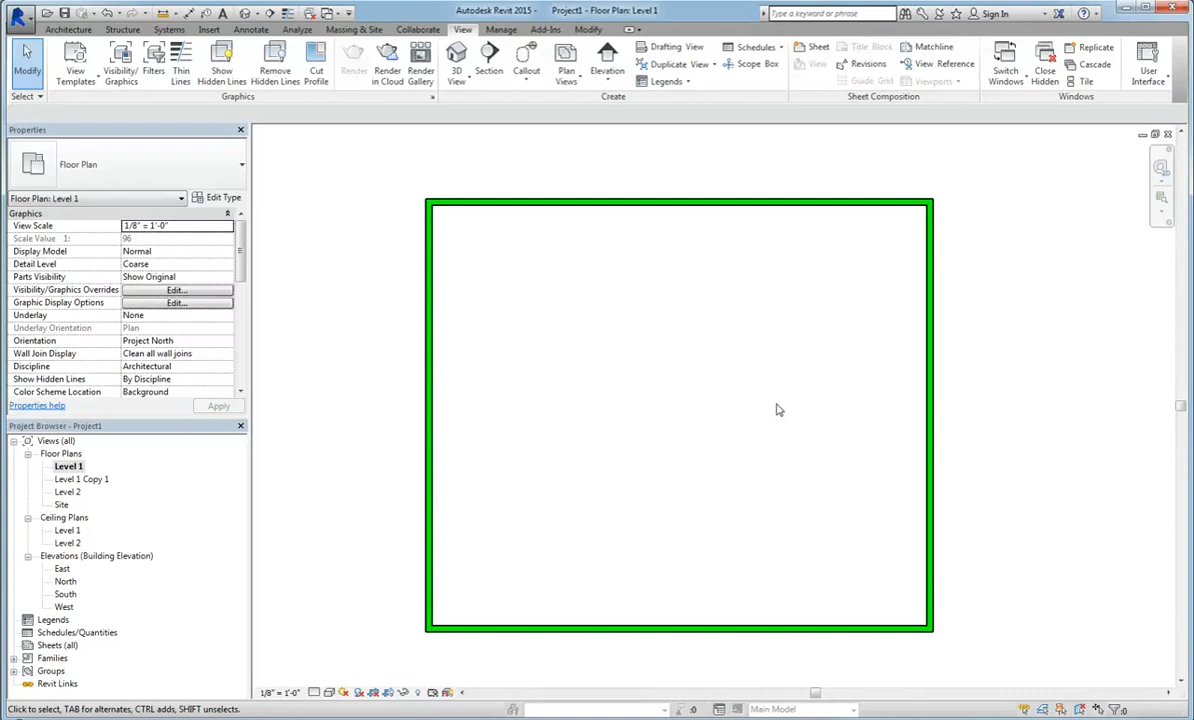 Autodesk Revit 2015 - Project1 - Floor Plan: Level 1
Type a keyword or phrase
Sign In
Architecture Structure Systems Insert Annotate Analyze Massing & Site Collaborate View Manage Add-Ins Modify
Modify
View Templates
Visibility/ Graphics
Filters
Thin Lines
Show Hidden Lines
Remove Hidden Lines
Cut Profile
Render
Render in Cloud
Render Gallery
3D View
Section
Callout
Plan Views
Elevation
Drafting View
Duplicate View
Legends
Schedules
Scope Box
Sheet
View
Title Block
Revisions
Guide Grid
Matchline
View Reference
Viewports
Switch Windows
Close Hidden
Replicate
Cascade
Tile
User Interface
Select Graphics Create Sheet Composition Windows
Properties
Floor Plan
Floor Plan: Level 1 Edit Type
Graphics
View Scale 1/8" = 1'-0"
Scale Value 1: 96
Display Model Normal
Detail Level Coarse
Parts Visibility Show Original
Visibility/Graphics Overrides Edit...
Graphic Display Options Edit...
Underlay None
Underlay Orientation Plan
Orientation Project North
Wall Join Display Clean all wall joins
Discipline Architectural
Show Hidden Lines By Discipline
Color Scheme Location Background
Properties help Apply
Project Browser - Project1
Views (all)
Floor Plans
Level 1
Level 1 Copy 1
Level 2
Site
Ceiling Plans
Level 1
Level 2
Elevations (Building Elevation)
East
North
South
West
Legends
Schedules/Quantities
Sheets (all)
Families
Groups
Revit Links
1/8" = 1'-0"
Click to select, TAB for alternates, CTRL adds, SHIFT unselects. :0 Main Model :0